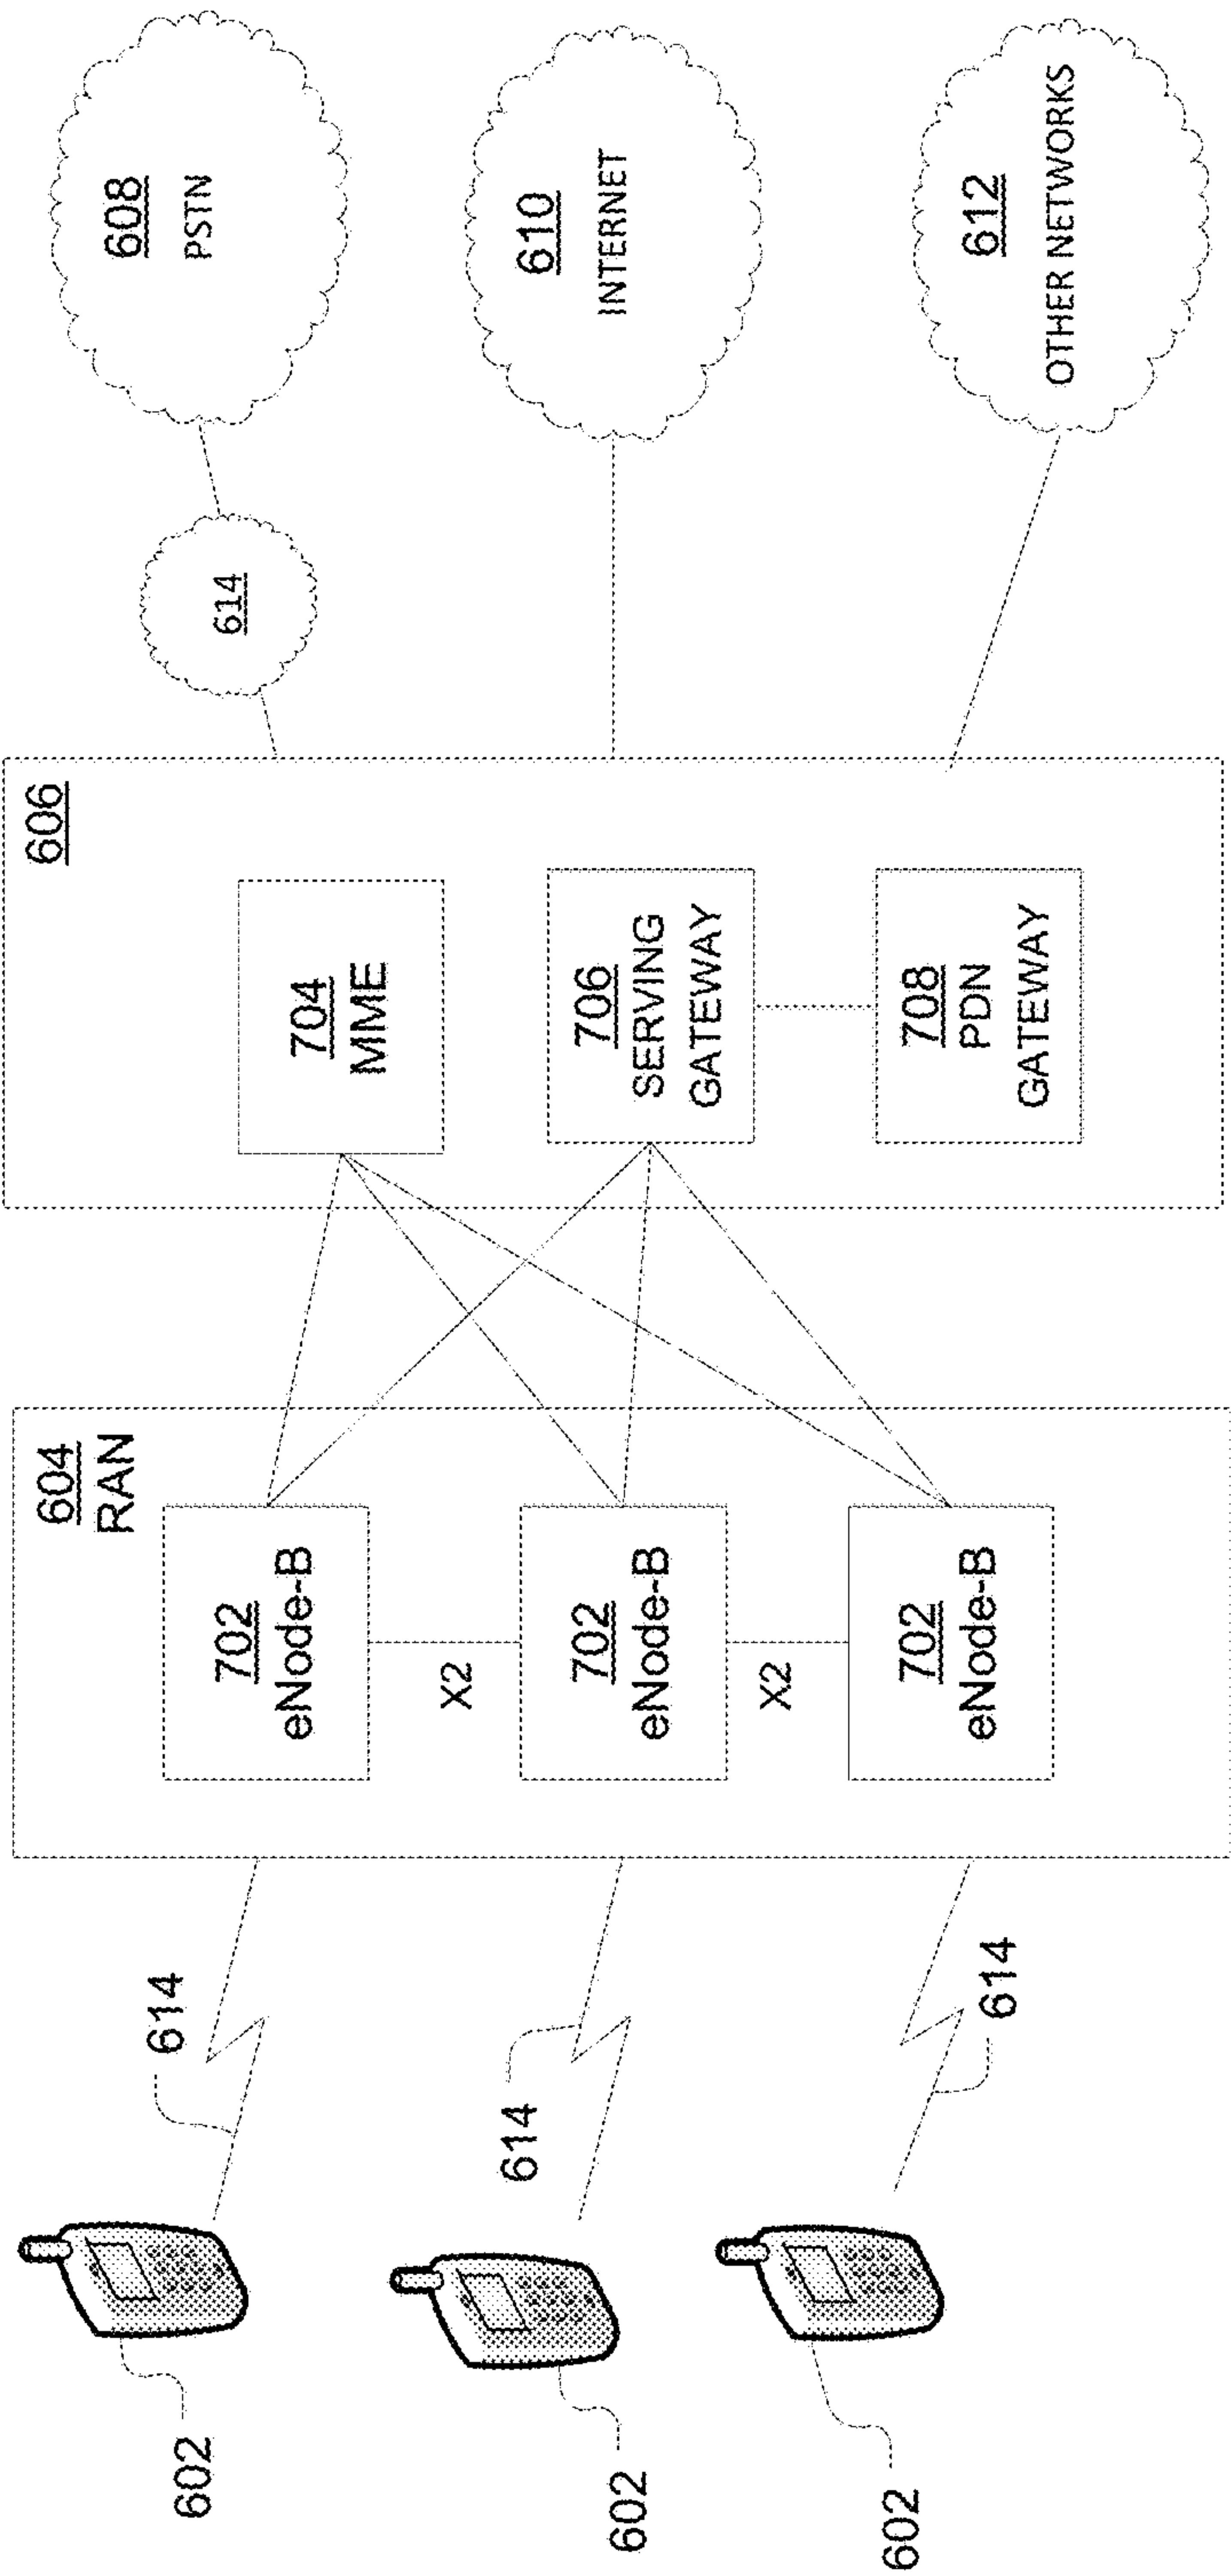 602
602
602
614
614
614
604
RAN
702
eNode-B
X2
702
eNode-B
X2
702
eNode-B
606
704
MME
706
SERVING
GATEWAY
708
PDN
GATEWAY
614
608
PSTN
610
INTERNET
612
OTHER NETWORKS